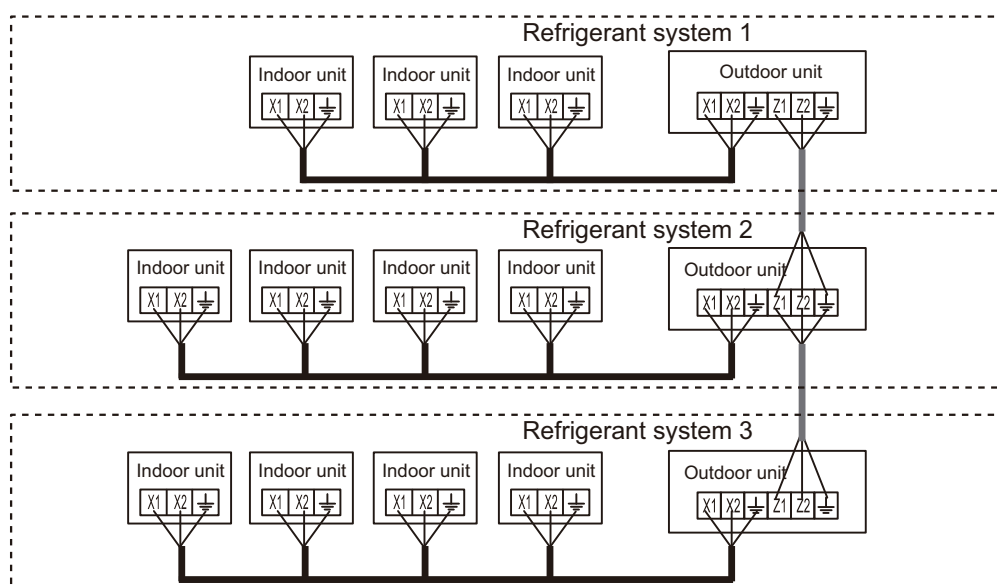 Refrigerant system 1
Indoor unit Indoor unit Indoor unit Outdoor unit
X1 X2 X1 X2 X1 X2 X1 X2 Z1 Z2
Refrigerant system 2
Indoor unit Indoor unit Indoor unit Indoor unit Outdoor unit
X1 X2 X1 X2 X1 X2 X1 X2 X1 X2 Z1 Z2
Refrigerant system 3
Indoor unit Indoor unit Indoor unit Indoor unit Outdoor unit
X1 X2 X1 X2 X1 X2 X1 X2 X1 X2 Z1 Z2